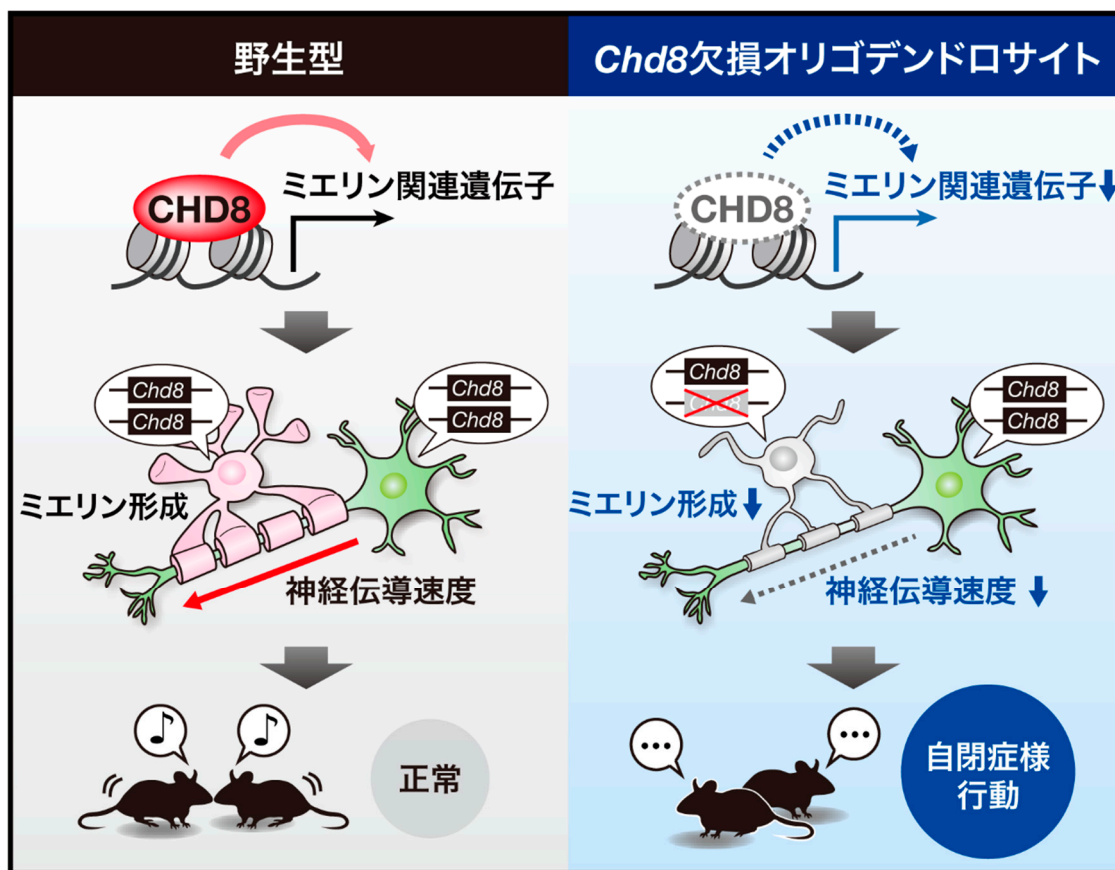 野生型
ミエリン関連遺伝子
CHD8
Chd8
Chd8
Chd8
Chd8
ミエリン形成
神経伝導速度
♪
♪
正常
Chd8欠損オリゴデンドロサイト
ミエリン関連遺伝子⬇
CHD8
Chd8
Chd8
Chd8
Chd8
ミエリン形成⬇
神経伝導速度⬇
•••
•••
自閉症様
行動